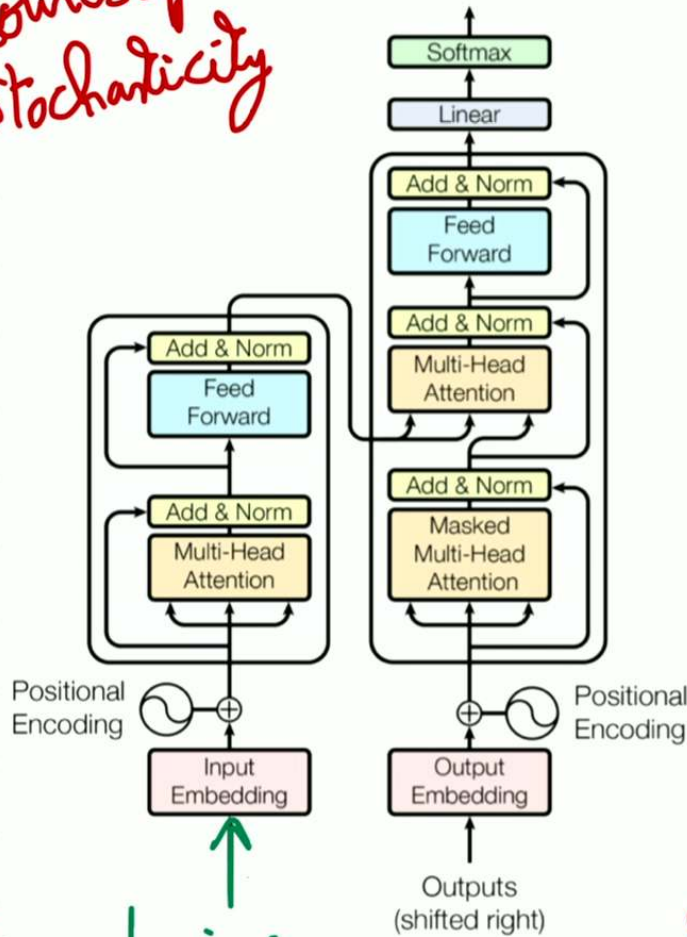 Stochasticity
Softmax
Linear
Add & Norm
Feed
Forward
Add & Norm
Multi-Head
Attention
Add & Norm
Masked
Multi-Head
Attention
Add & Norm
Feed
Forward
Add & Norm
Multi-Head
Attention
Positional
Encoding
Positional
Encoding
Input
Embedding
Output
Embedding
Outputs
(shifted right)